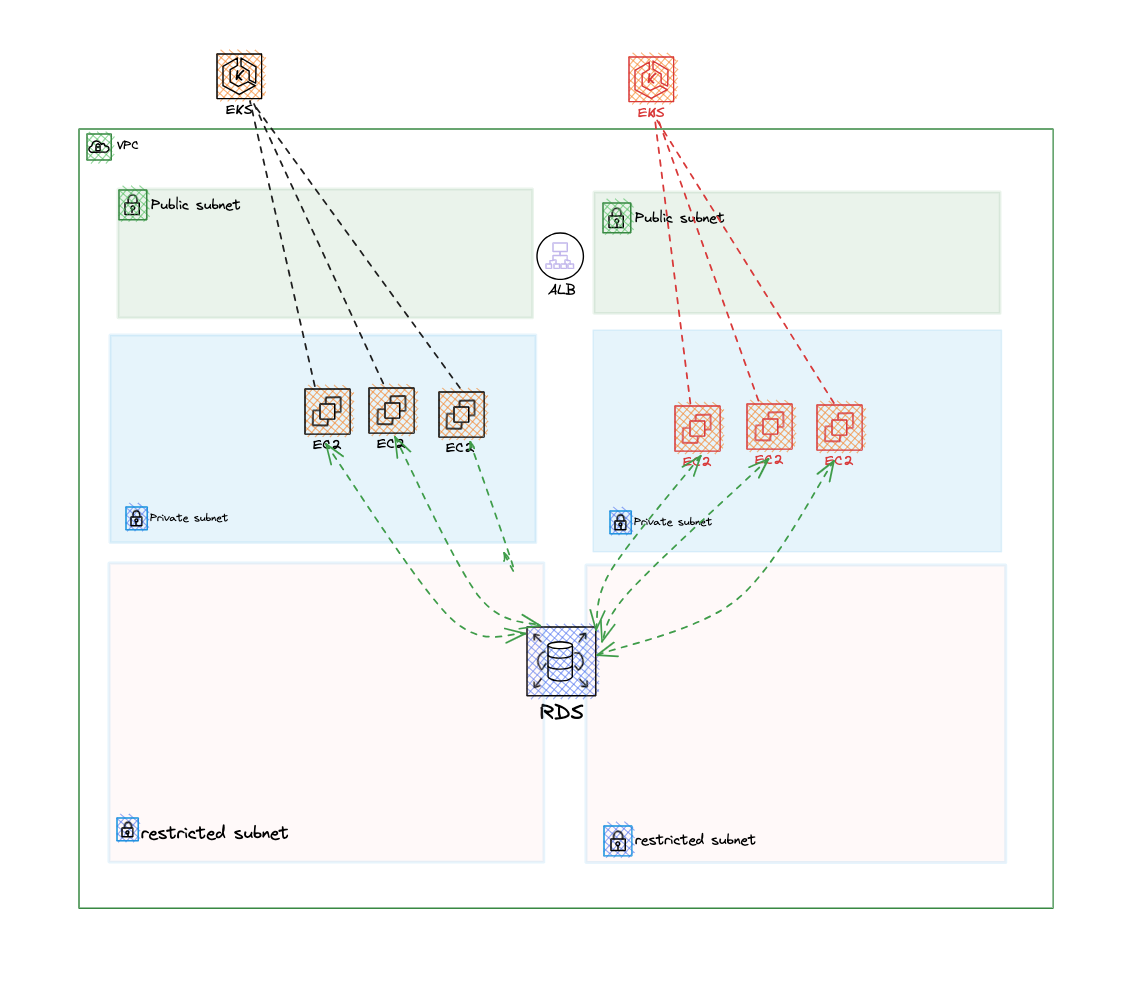 EKS
EKS
VPC
Public subnet
Public subnet
ALB
EC2
EC2
EC2
EC2
EC2
EC2
Private subnet
Private subnet
RDS
restricted subnet
restricted subnet